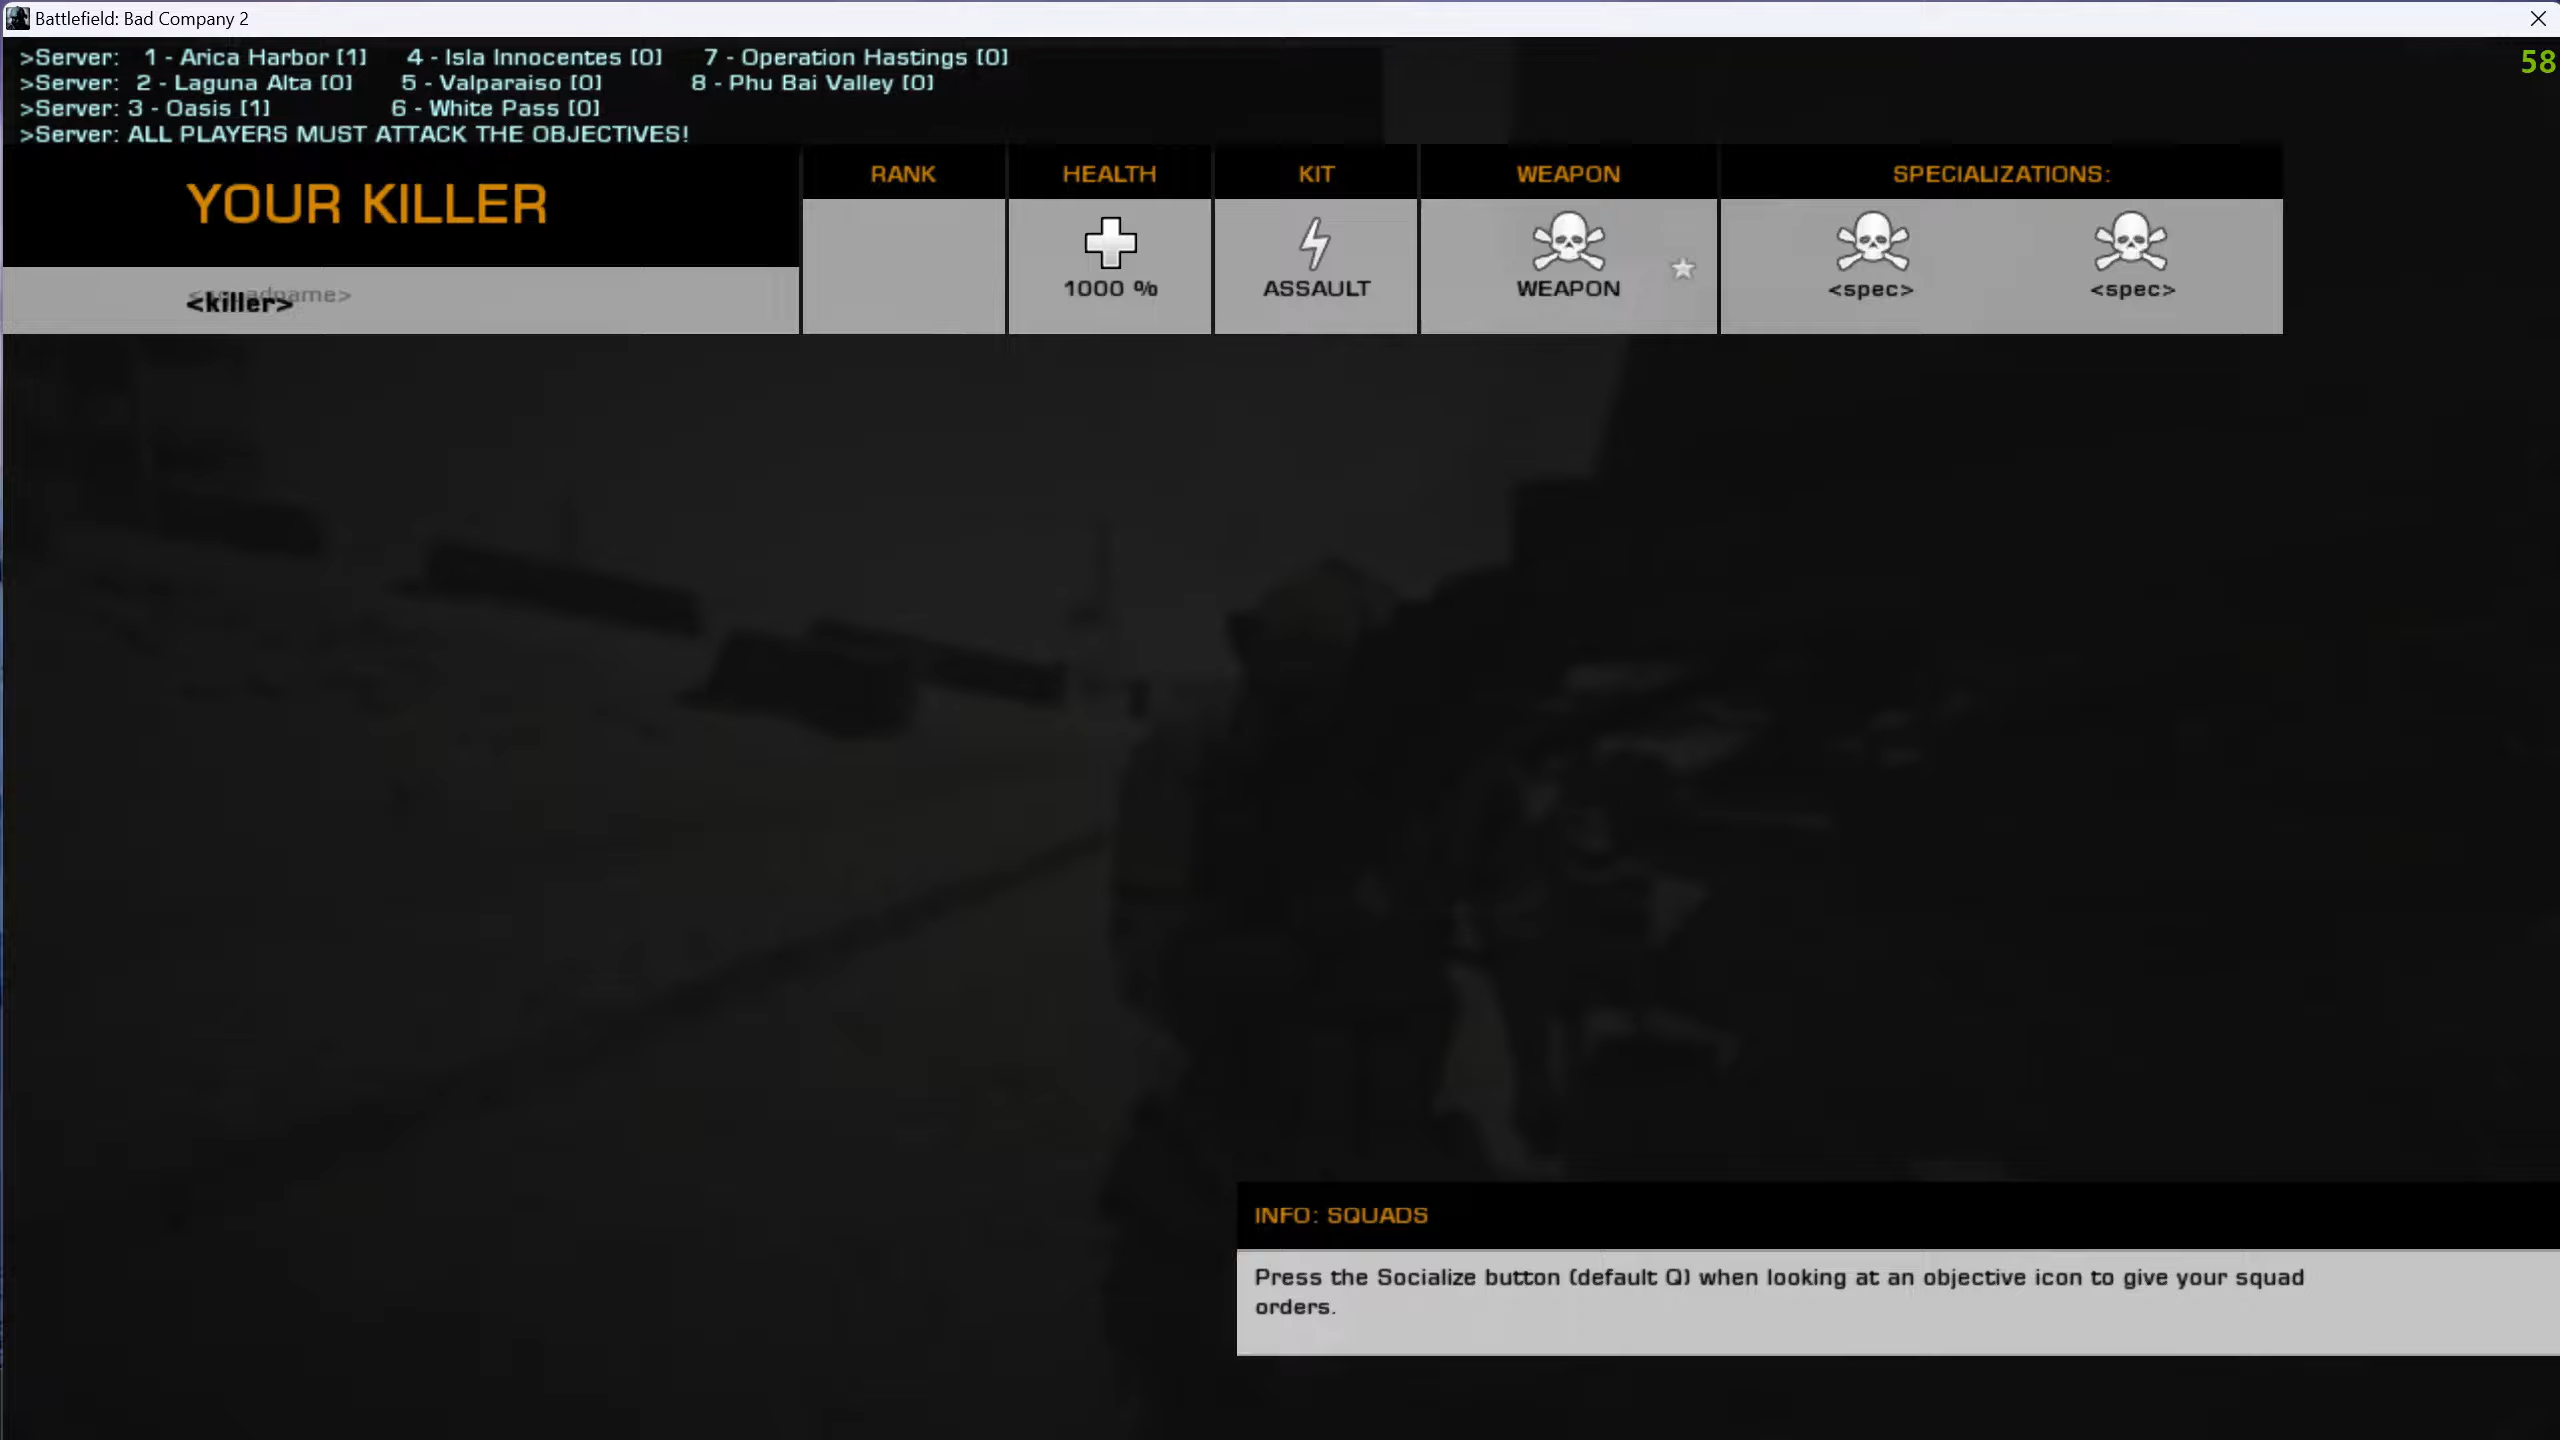 Battlefield: Bad Company 2
>Server: 1 - Arica Harbor [1] 4 - Isla Innocentes [0] 7 - Operation Hastings [0]
58
>Server: 2 - Laguna Alta [0] 5 - Valparaiso [0] 8 - Phu Bai Valley [0]
>Server: 3 - Oasis [1] 6 - White Pass [0]
>Server: ALL PLAYERS MUST ATTACK THE OBJECTIVES!
YOUR KILLER
RANK HEALTH KIT WEAPON SPECIALIZATIONS:
1000 % ASSAULT WEAPON <spec> <spec>
<killer>
INFO: SQUADS
Press the Socialize button (default Q) when looking at an objective icon to give your squad
orders.